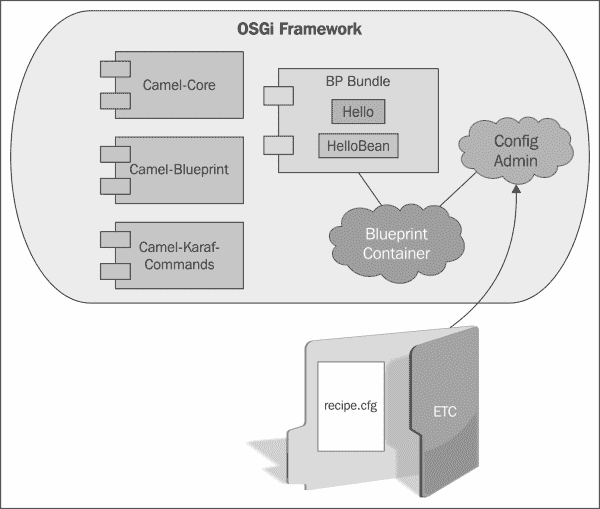 OSGi Framework
Camel-Core
Camel-Blueprint
Camel-Karaf-
Commands
BP Bundle
Hello
HelloBean
Config
Admin
Blueprint
Container
recipe.cfg
ETC